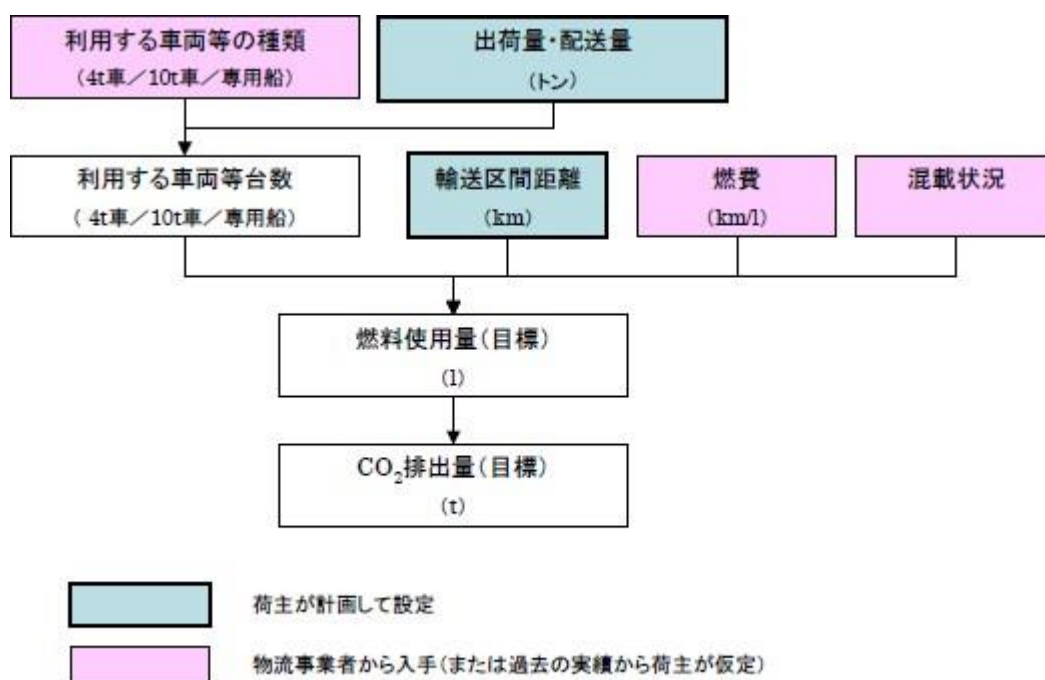 利用する車両等の種類
(4t車/10t車/専用船)
出荷量・配送量
(トン)
利用する車両等台数
( 4t車/10t車/専用船)
輸送区間距離
(km)
燃費
(km/l)
混載状況
燃料使用量(目標)
(l)
CO₂排出量(目標)
(t)
荷主が計画して設定
物流事業者から入手(または過去の実績から荷主が仮定)